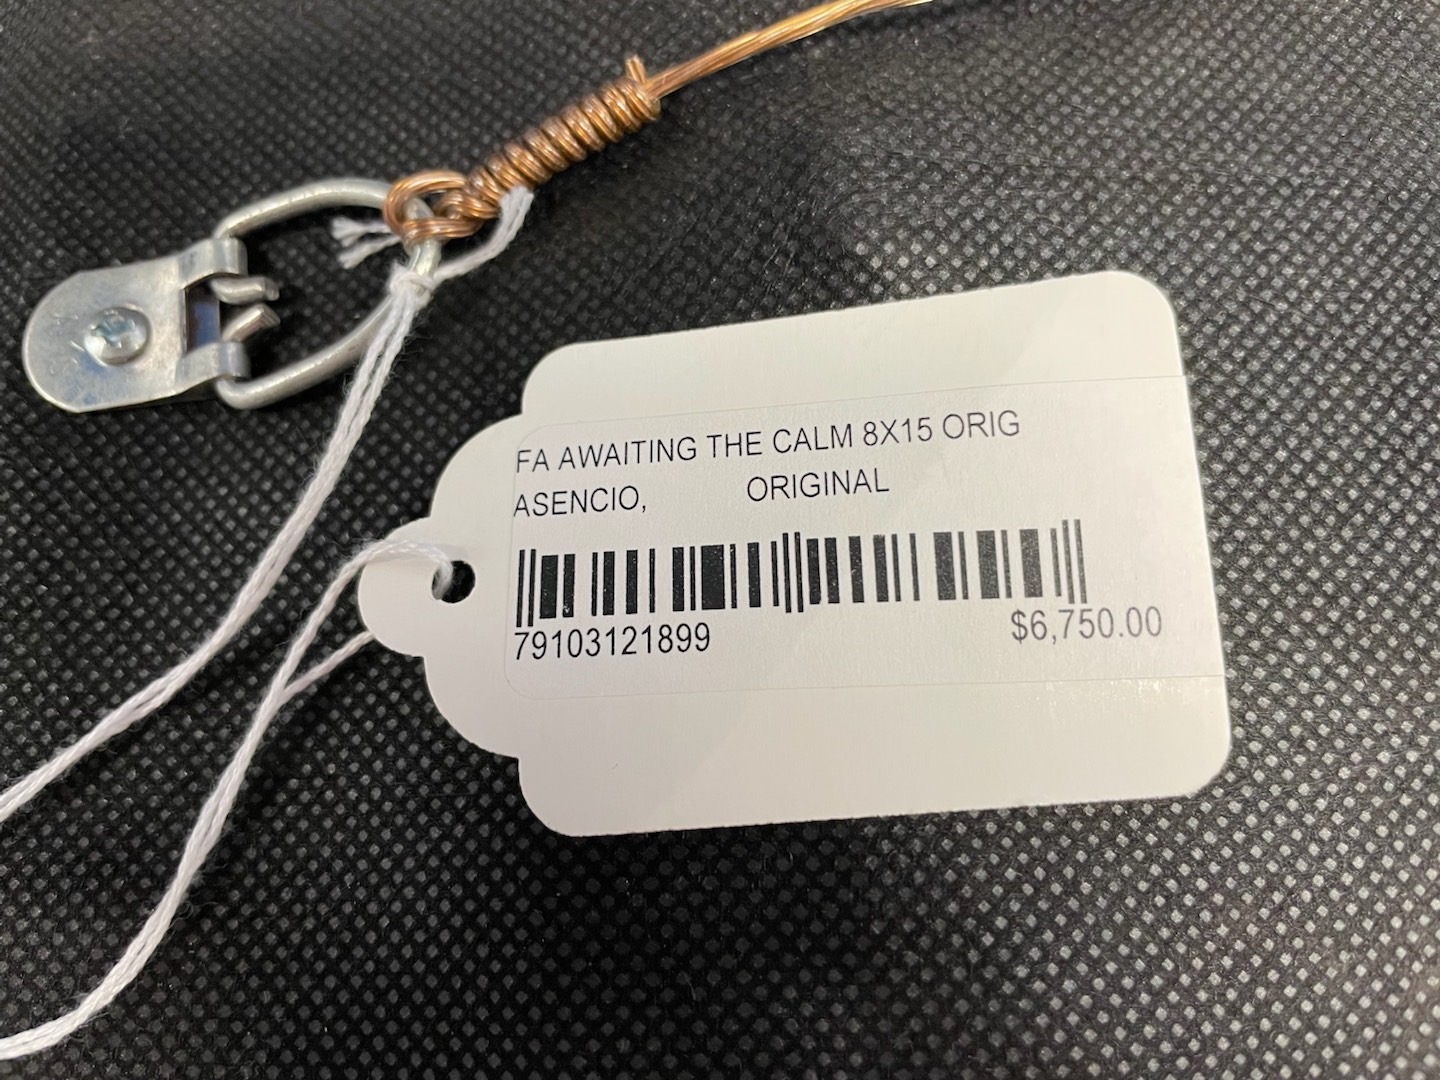 FA AWAITING THE CALM 8X15 ORIG
ASENCIO, ORIGINAL
79103121899 $6,750.00